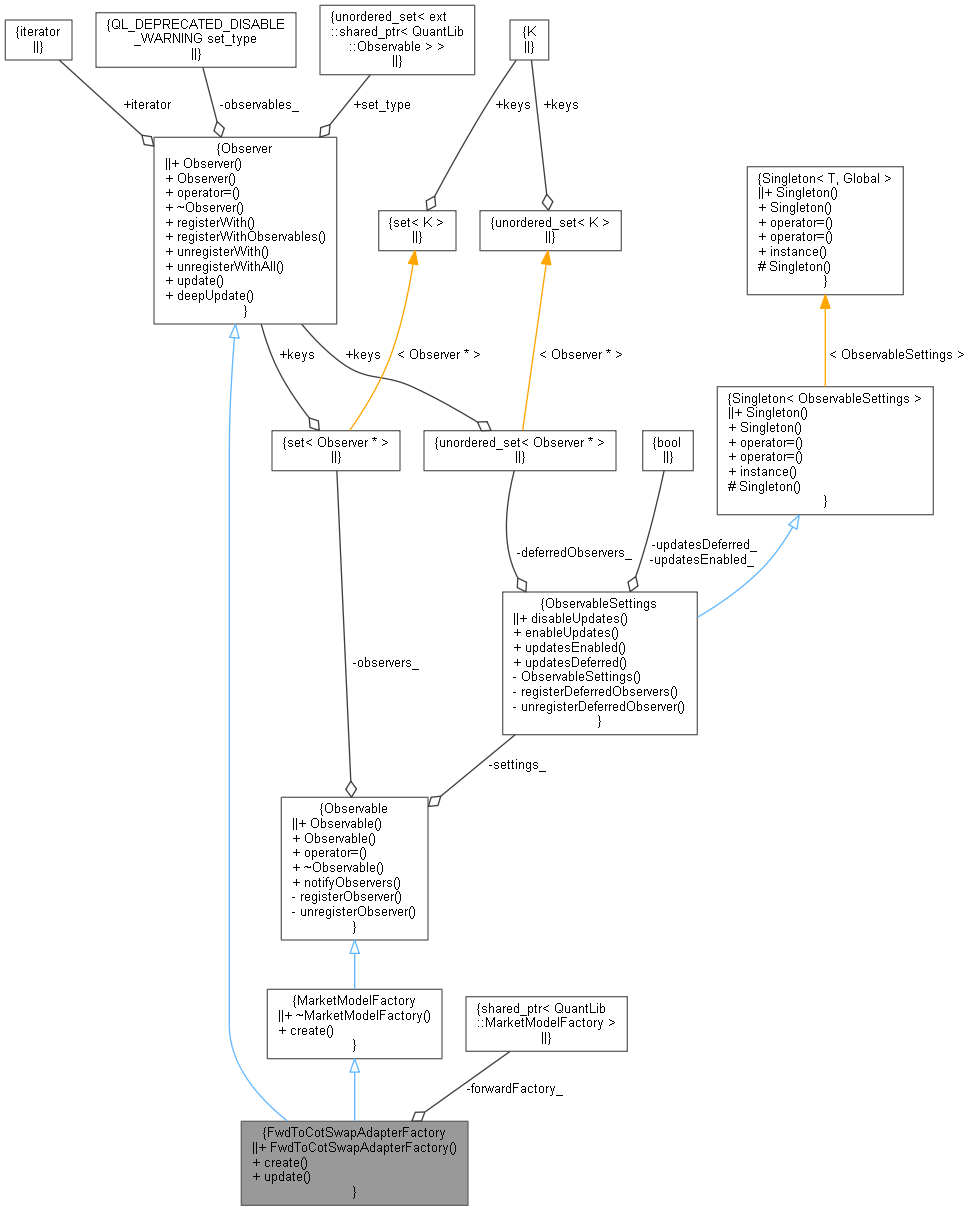 {iterator
||}
{QL_DEPRECATED_DISABLE
_WARNING set_type
||}
{unordered_set< ext
::shared_ptr< QuantLib
::Observable > >
||}
{K
||}
+iterator
-observables_
+set_type
+keys
+keys
{Observer
||+ Observer()
+ Observer()
+ operator=()
+ ~Observer()
+ registerWith()
+ registerWithObservables()
+ unregisterWith()
+ unregisterWithAll()
+ update()
+ deepUpdate()
}
{set< K >
||}
{unordered_set< K >
||}
{Singleton< T, Global >
||+ Singleton()
+ Singleton()
+ operator=()
+ operator=()
+ instance()
# Singleton()
}
+keys
+keys
< Observer * >
< Observer * >
< ObservableSettings >
{set< Observer * >
||}
{unordered_set< Observer * >
||}
{bool
||}
{Singleton< ObservableSettings >
||+ Singleton()
+ Singleton()
+ operator=()
+ operator=()
+ instance()
# Singleton()
}
-deferredObservers_
-updatesDeferred_
-updatesEnabled_
{ObservableSettings
||+ disableUpdates()
+ enableUpdates()
+ updatesEnabled()
+ updatesDeferred()
- ObservableSettings()
- registerDeferredObservers()
- unregisterDeferredObserver()
}
-observers_
-settings_
{Observable
||+ Observable()
+ Observable()
+ operator=()
+ ~Observable()
+ notifyObservers()
- registerObserver()
- unregisterObserver()
}
{MarketModelFactory
||+ ~MarketModelFactory()
+ create()
}
{shared_ptr< QuantLib
::MarketModelFactory >
||}
-forwardFactory_
{FwdToCotSwapAdapterFactory
||+ FwdToCotSwapAdapterFactory()
+ create()
+ update()
}